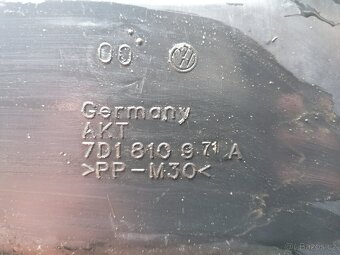 00
Germany
AKT
7D1 810 971 A
>PP-M30<